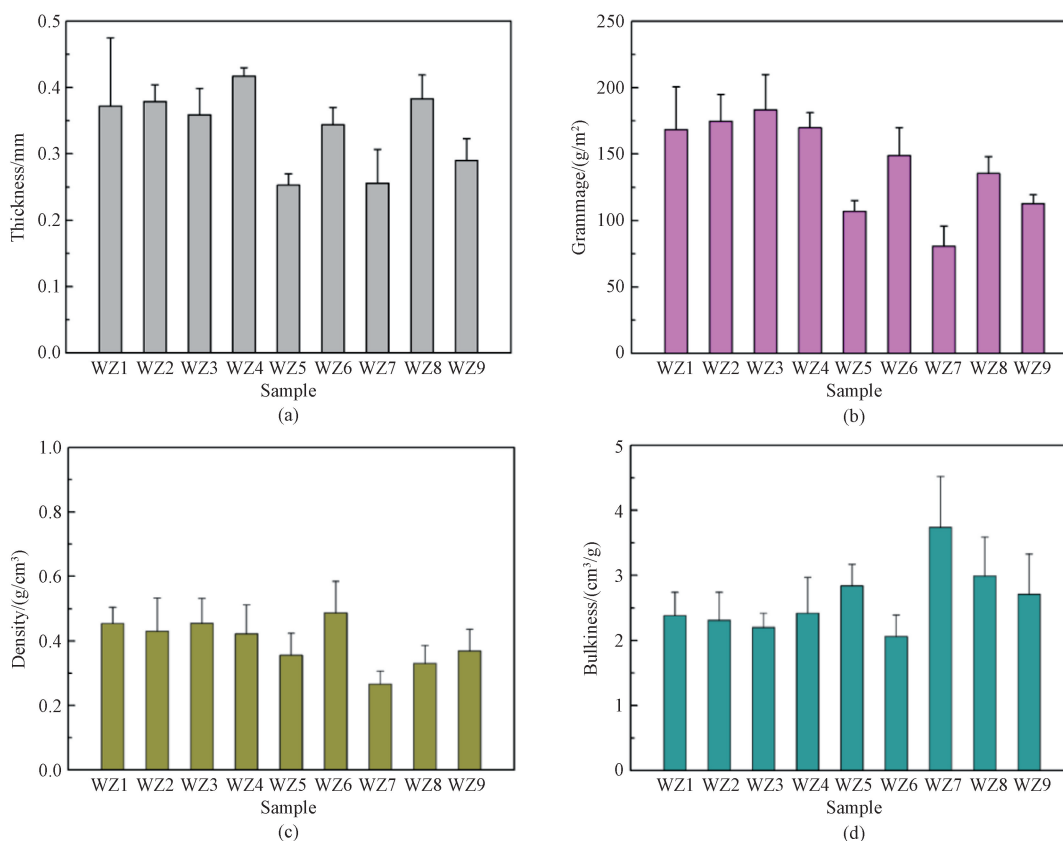 0.5
0.4
0.3
0.2
0.1
0.0
Thickness/mm
WZ1 WZ2 WZ3 WZ4 WZ5 WZ6 WZ7 WZ8 WZ9
Sample
(a)
250
200
150
100
50
0
Grammage/(g/m²)
WZ1 WZ2 WZ3 WZ4 WZ5 WZ6 WZ7 WZ8 WZ9
Sample
(b)
1.0
0.8
0.6
0.4
0.2
0.0
Density/(g/cm³)
WZ1 WZ2 WZ3 WZ4 WZ5 WZ6 WZ7 WZ8 WZ9
Sample
(c)
5
4
3
2
1
0
Bulkiness/(cm³/g)
WZ1 WZ2 WZ3 WZ4 WZ5 WZ6 WZ7 WZ8 WZ9
Sample
(d)